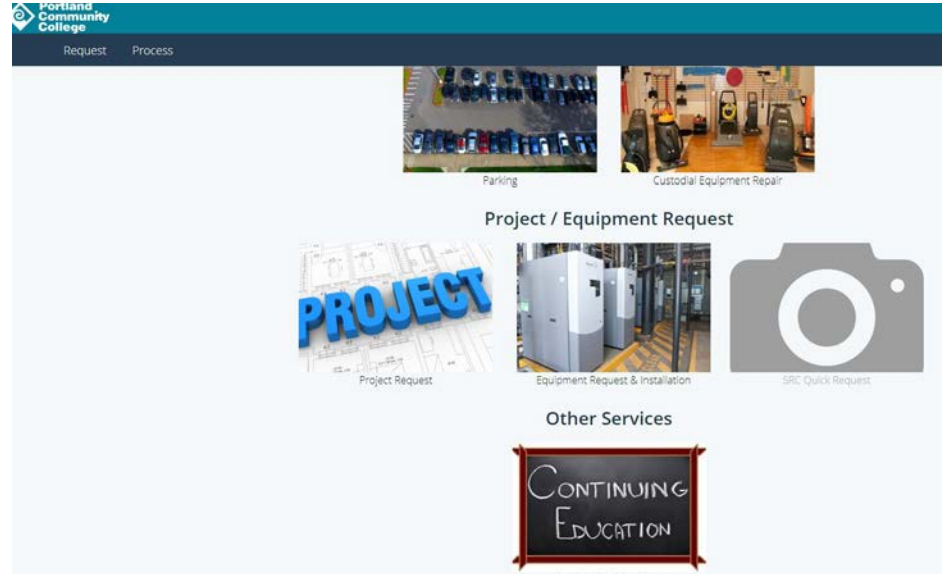 Portland
Community
College
Request Process
Parking Custodial Equipment Repair
Project / Equipment Request
PROJECT
Project Request Equipment Request & Installation SRC Quick Request
Other Services
CONTINUING
EDUCATION